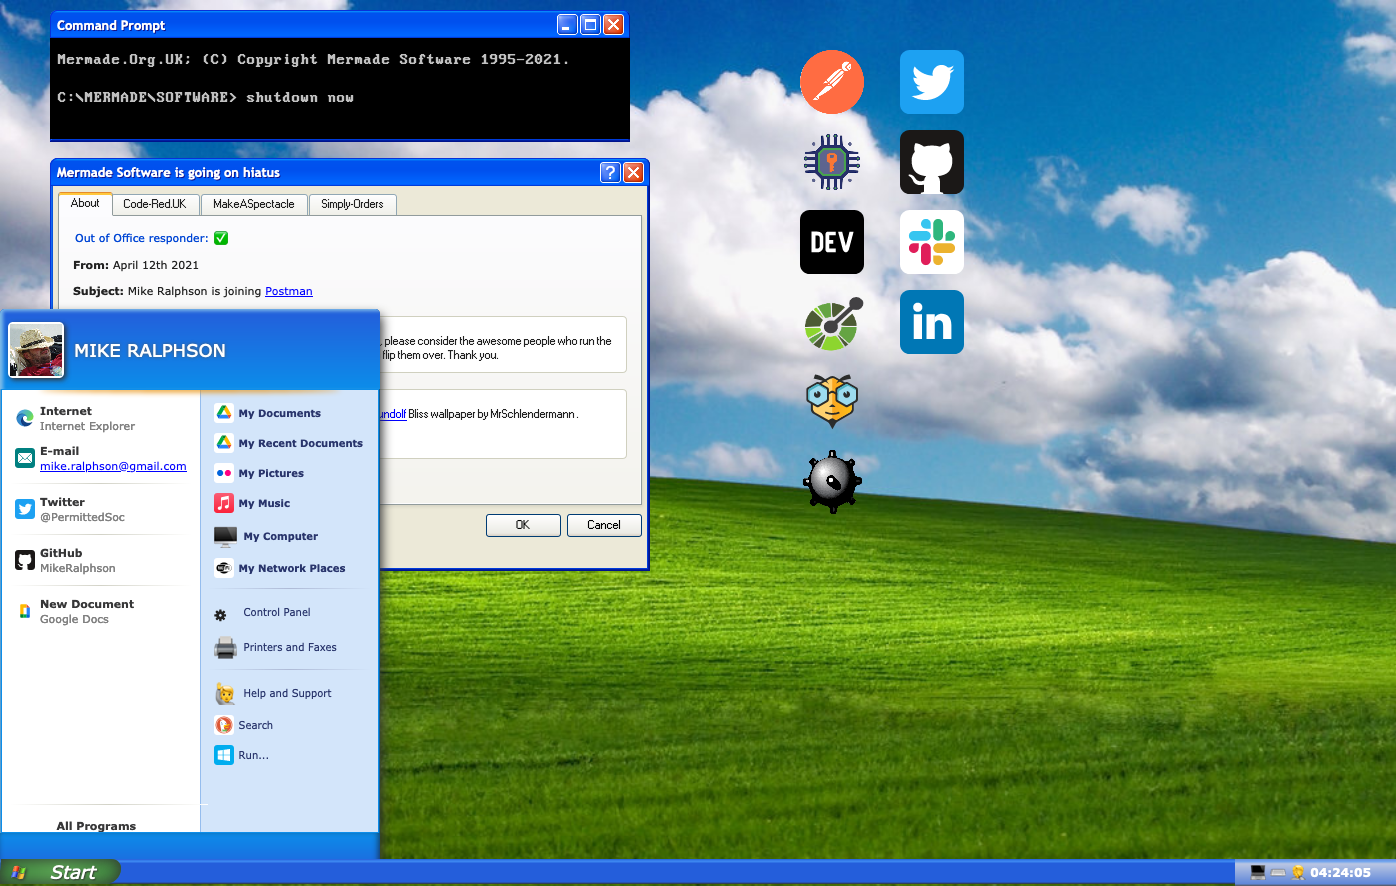 Command Prompt
Mermade.Org.UK; (C) Copyright Mermade Software 1995-2021.
C:\MERMADE\SOFTWARE> shutdown now
Mermade Software is going on hiatus
About
Code-Red.UK
MakeASpectacle
Simply-Orders
Out of Office responder:
From: April 12th 2021
Subject: Mike Ralphson is joining Postman
, please consider the awesome people who run the
flip them over. Thank you.
undolf Bliss wallpaper by MrSchlendermann .
OK
Cancel
MIKE RALPHSON
Internet
Internet Explorer
E-mail
mike.ralphson@gmail.com
Twitter
@PermittedSoc
GitHub
MikeRalphson
New Document
Google Docs
All Programs
My Documents
My Recent Documents
My Pictures
My Music
My Computer
My Network Places
Control Panel
Printers and Faxes
Help and Support
Search
Run...
DEV
in
Start
04:24:05